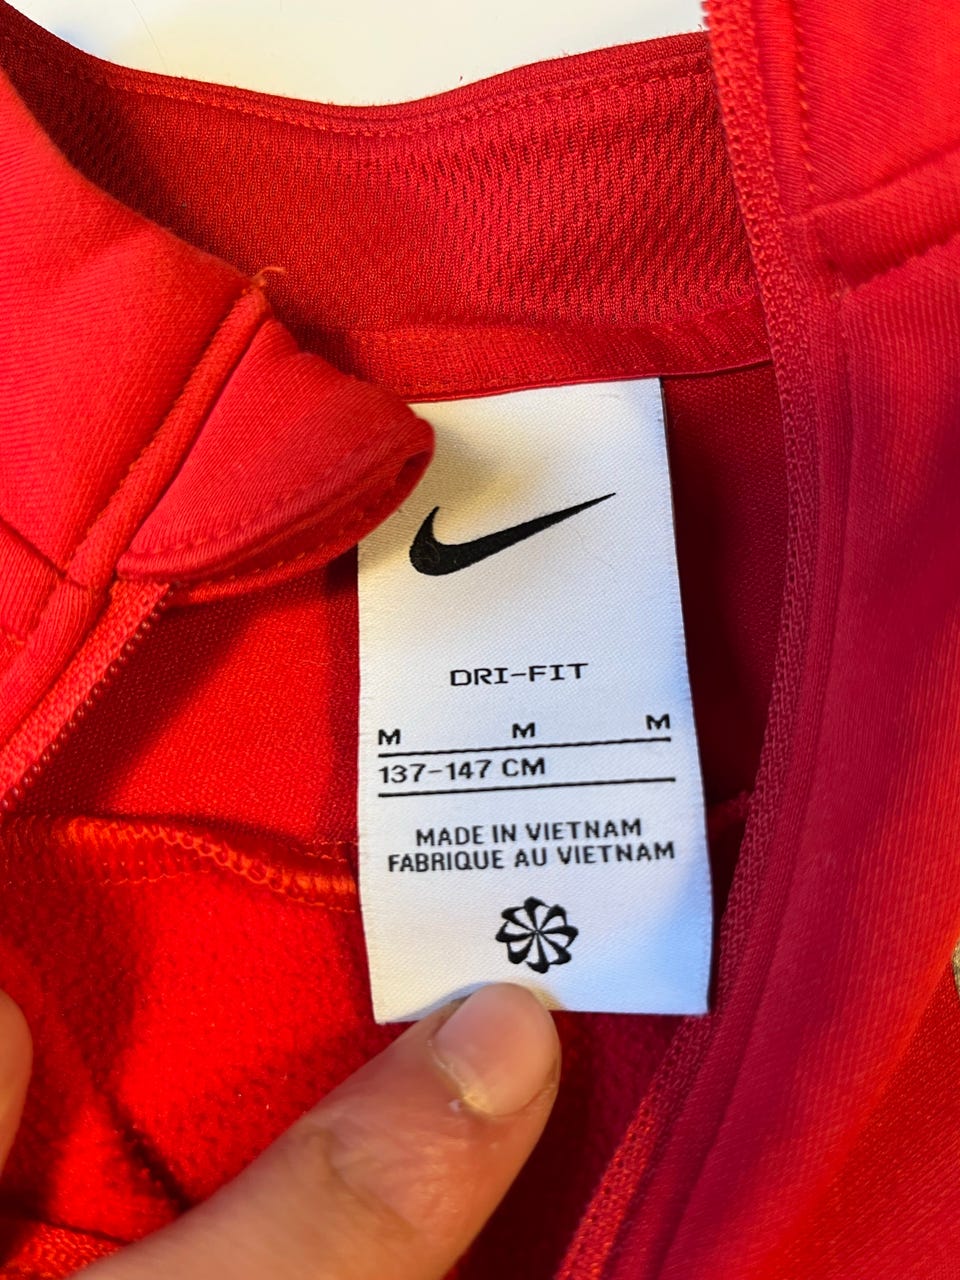 DRI-FIT
M M M
137-147 CM
MADE IN VIETNAM
FABRIQUE AU VIETNAM